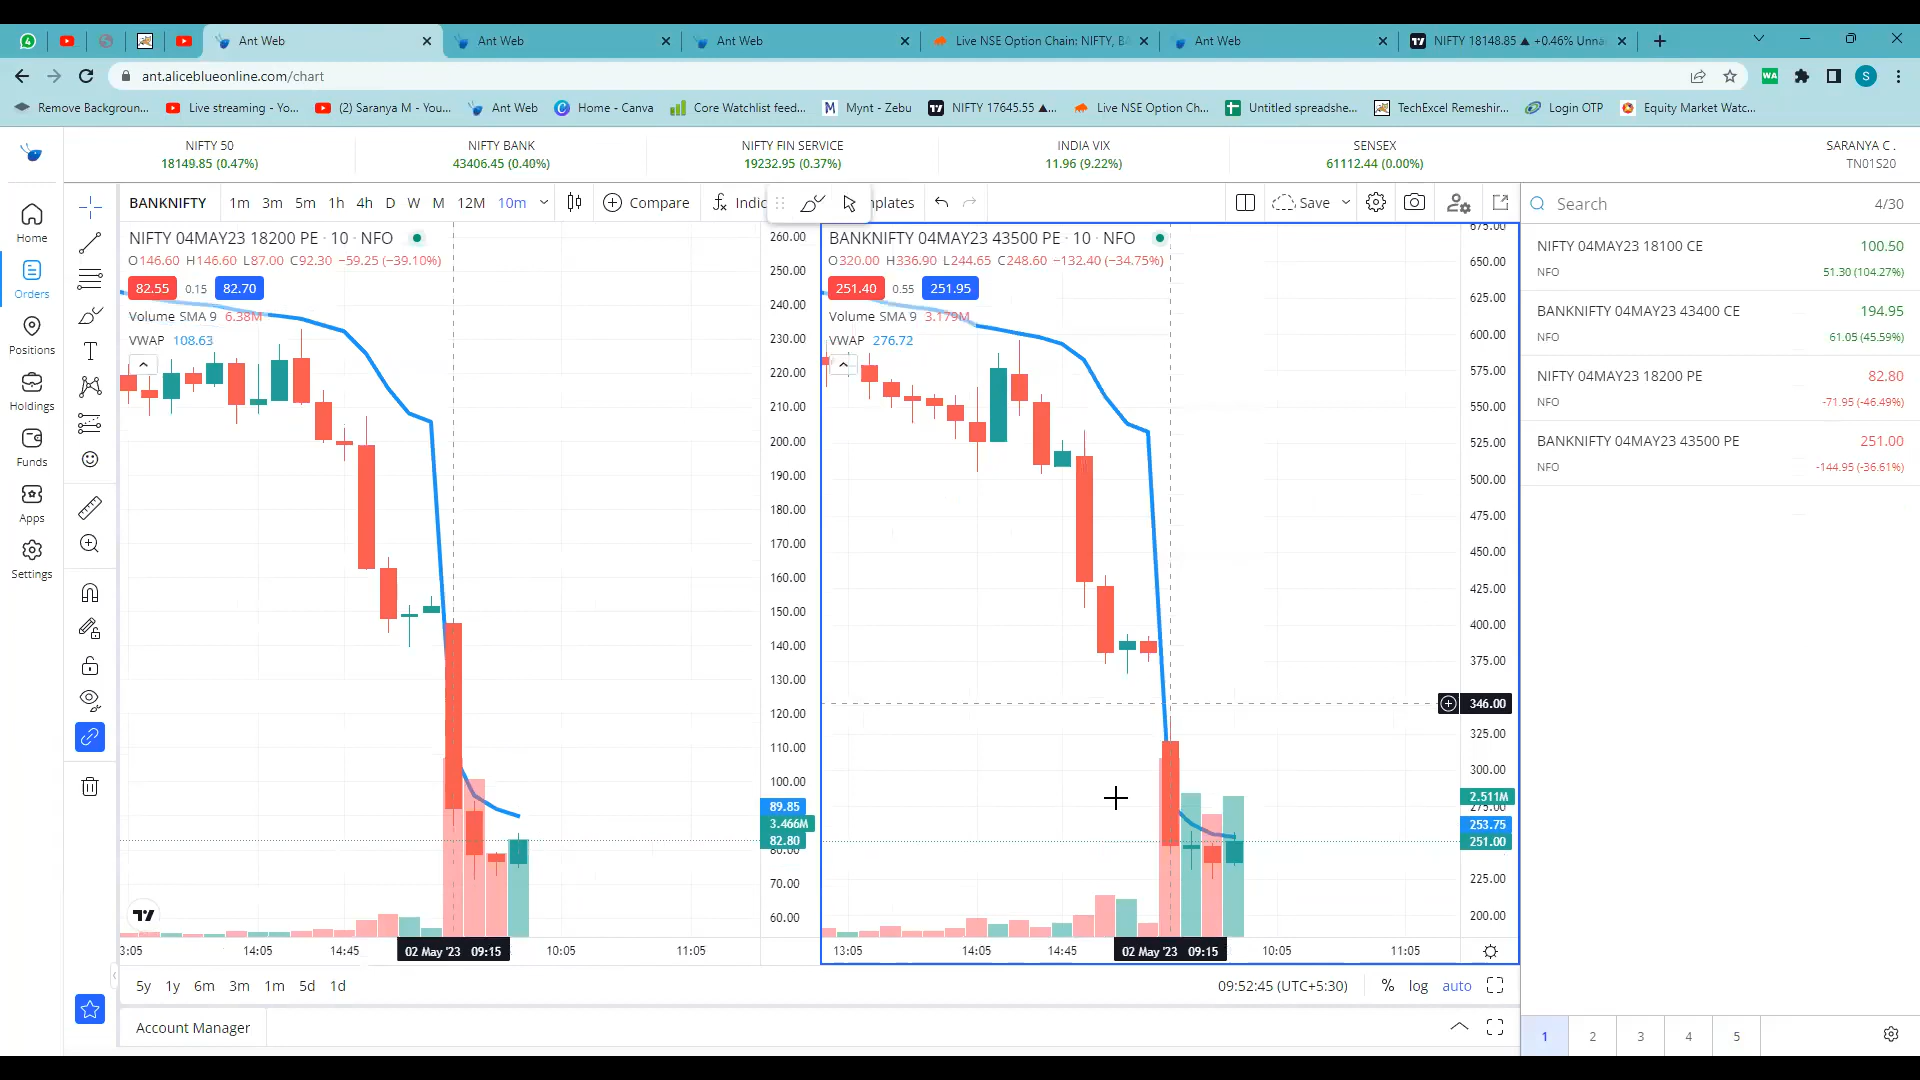 Ant Web
Ant Web
Ant Web
Live NSE Option Chain: NIFTY, BA
Ant Web
NIFTY 18148.85 ▲ +0.46% Unna
ant.aliceblueonline.com/chart
WA
S
Remove Backgroun...
Live streaming - Yo...
(2) Saranya M - You...
Ant Web
Home - Canva
Core Watchlist feed...
Mynt - Zebu
NIFTY 17645.55 ▲...
Live NSE Option Ch...
Untitled spreadshe...
TechExcel Remeshir...
Login OTP
Equity Market Watc...
NIFTY 50
18149.85 (0.47%)
NIFTY BANK
43406.45 (0.40%)
NIFTY FIN SERVICE
19232.95 (0.37%)
INDIA VIX
11.96 (9.22%)
SENSEX
61112.44 (0.00%)
SARANYA C .
TN01S20
Home
Orders
Positions
Holdings
Funds
Apps
Settings
BANKNIFTY 1m 3m 5m 1h 4h D W M 12M 10m
Compare
Indic
plates
Save
NIFTY 04MAY23 18200 PE · 10 · NFO
O146.60 H146.60 L87.00 C92.30 −59.25 (−39.10%)
82.55 0.15 82.70
Volume SMA 9 6.38M
VWAP 108.63
260.00
250.00
240.00
230.00
220.00
210.00
200.00
190.00
180.00
170.00
160.00
150.00
140.00
130.00
120.00
110.00
100.00
89.85
3.466M
82.80
80.00
70.00
60.00
3:05 14:05 14:45 02 May '23 09:15 10:05 11:05
BANKNIFTY 04MAY23 43500 PE · 10 · NFO
O320.00 H336.90 L244.65 C248.60 −132.40 (−34.75%)
251.40 0.55 251.95
Volume SMA 9 3.179M
VWAP 276.72
675.00
650.00
625.00
600.00
575.00
550.00
525.00
500.00
475.00
450.00
425.00
400.00
375.00
346.00
325.00
300.00
2.511M
275.00
253.75
251.00
225.00
200.00
13:05 14:05 14:45 02 May '23 09:15 10:05 11:05
5y 1y 6m 3m 1m 5d 1d
09:52:45 (UTC+5:30) % log auto
Account Manager
Search 4/30
NIFTY 04MAY23 18100 CE 100.50
NFO 51.30 (104.27%)
BANKNIFTY 04MAY23 43400 CE 194.95
NFO 61.05 (45.59%)
NIFTY 04MAY23 18200 PE 82.80
NFO -71.95 (-46.49%)
BANKNIFTY 04MAY23 43500 PE 251.00
NFO -144.95 (-36.61%)
1 2 3 4 5